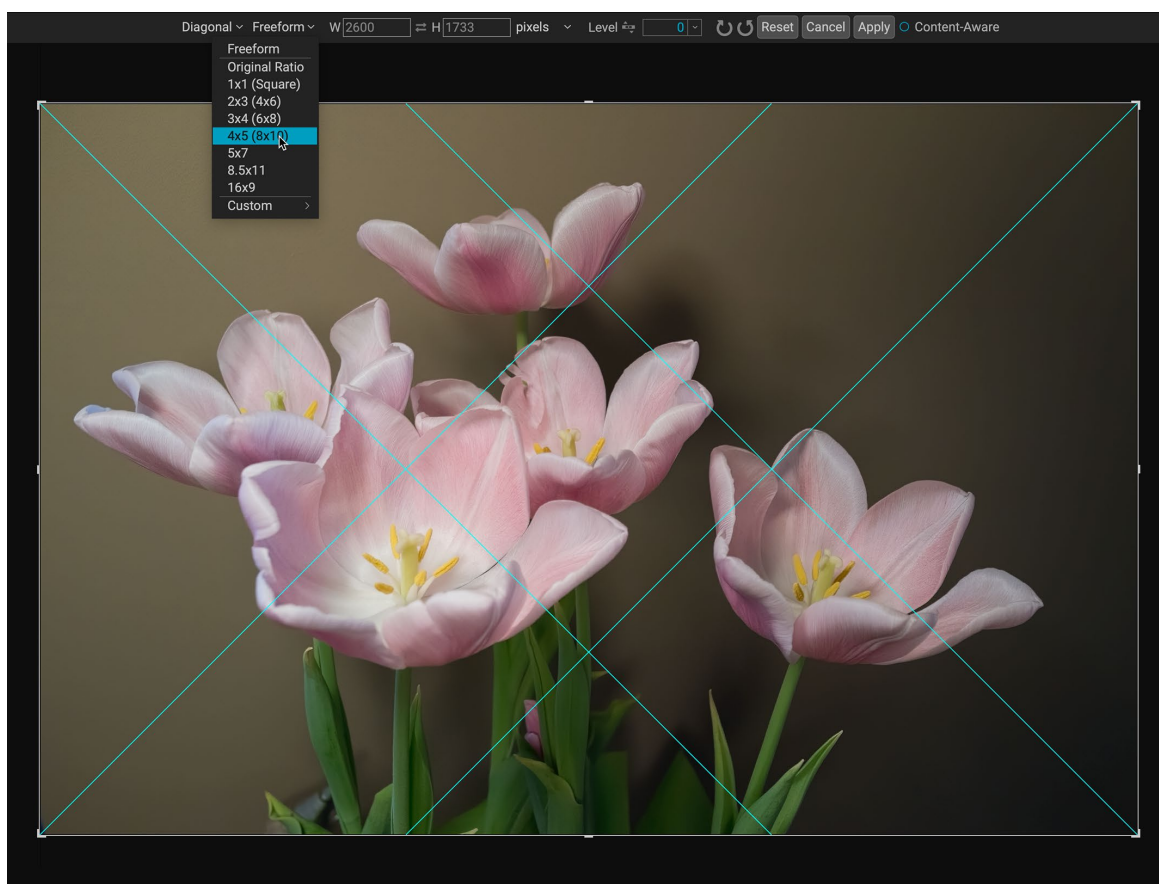 Diagonal Freeform W 2600 H 1733 pixels Level 0 Reset Cancel Apply Content-Aware
Freeform
Original Ratio
1x1 (Square)
2x3 (4x6)
3x4 (6x8)
4x5 (8x10)
5x7
8.5x11
16x9
Custom